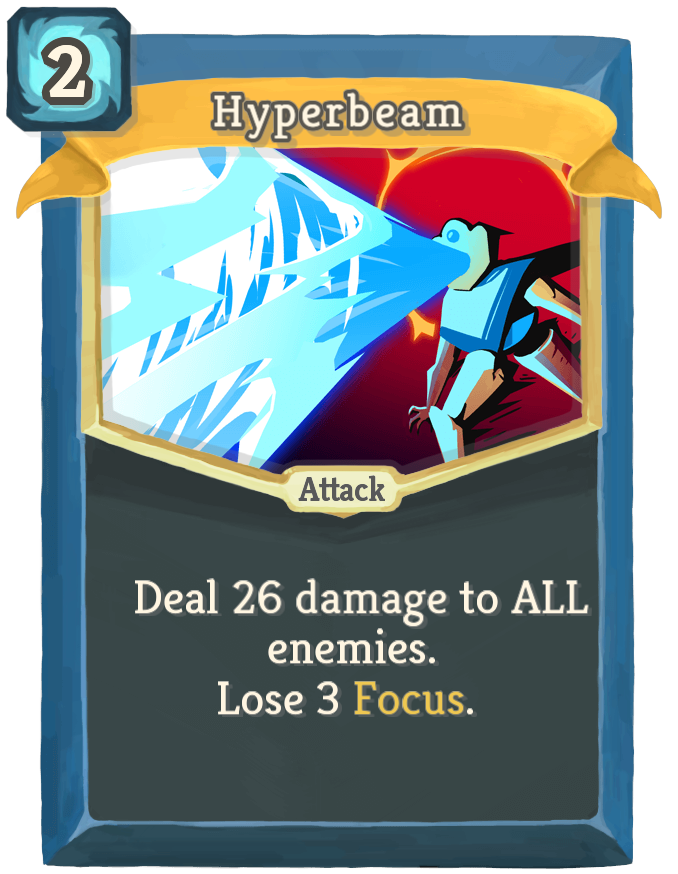 2
Hyperbeam
Attack
Deal 26 damage to ALL
enemies.
Lose 3 Focus.